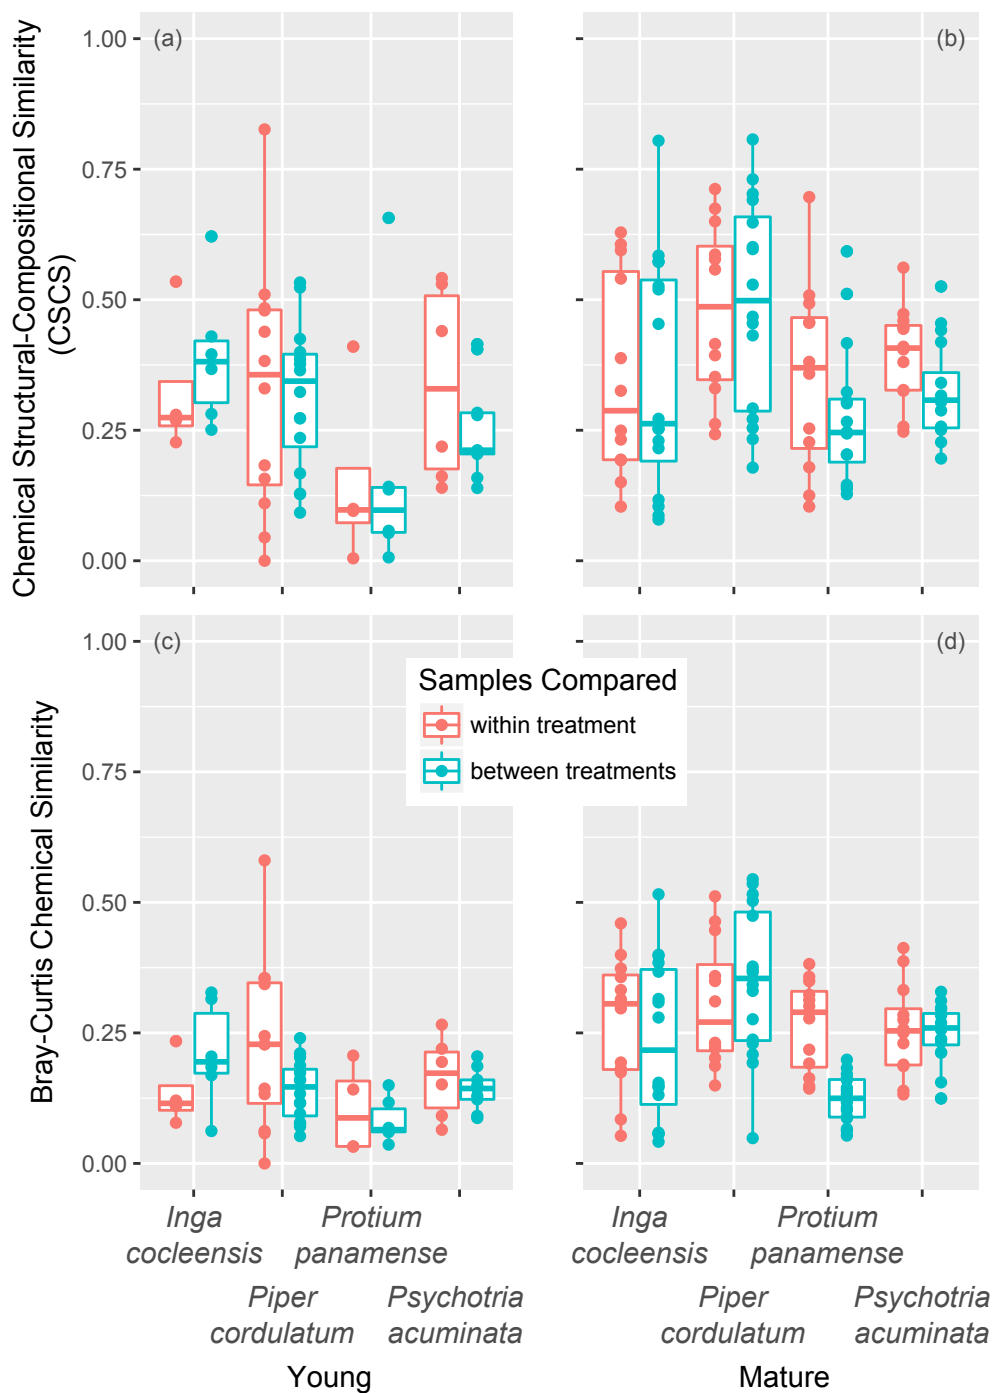 Chemical Structural-Compositional Similarity
(CSCS)
1.00
0.75
0.50
0.25
0.00
(a)
(b)
Bray-Curtis Chemical Similarity
1.00
0.75
0.50
0.25
0.00
(c)
(d)
Samples Compared
within treatment
between treatments
Inga
cocleensis
Piper
cordulatum
Protium
panamense
Psychotria
acuminata
Young
Inga
cocleensis
Piper
cordulatum
Protium
panamense
Psychotria
acuminata
Mature